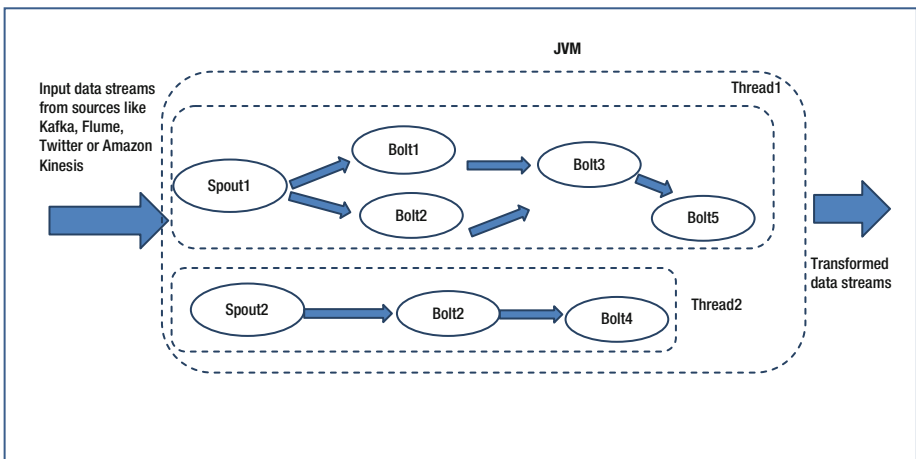 JVM
Input data streams
from sources like
Kafka, Flume,
Twitter or Amazon
Kinesis
Thread1
Spout1
Bolt1
Bolt2
Bolt3
Bolt5
Transformed
data streams
Thread2
Spout2
Bolt2
Bolt4